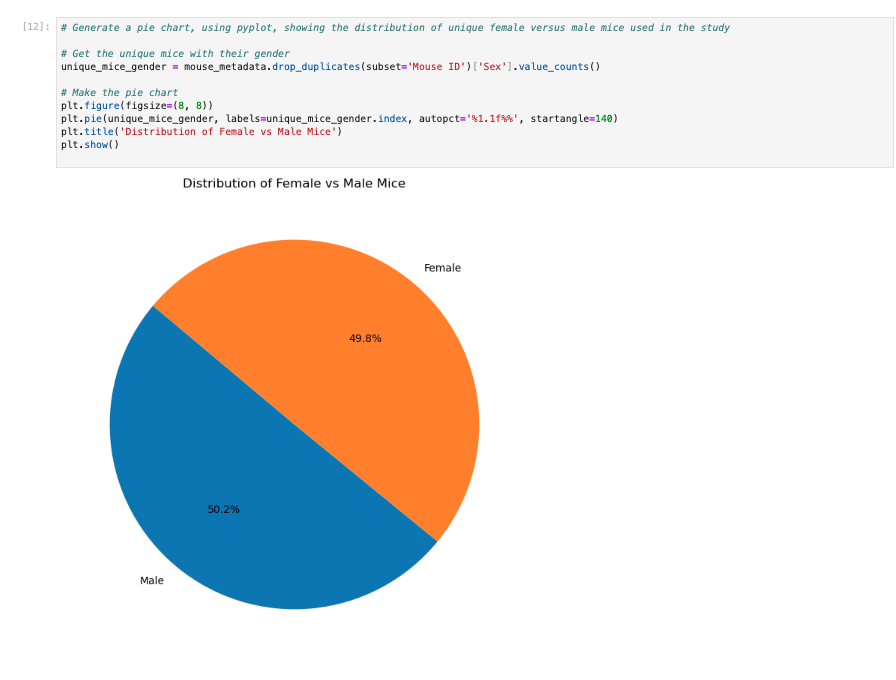 [12]: # Generate a pie chart, using pyplot, showing the distribution of unique female versus male mice used in the study
# Get the unique mice with their gender
unique_mice_gender = mouse_metadata.drop_duplicates(subset='Mouse ID')['Sex'].value_counts()
# Make the pie chart
plt.figure(figsize=(8, 8))
plt.pie(unique_mice_gender, labels=unique_mice_gender.index, autopct='%1.1f%%', startangle=140)
plt.title('Distribution of Female vs Male Mice')
plt.show()
Distribution of Female vs Male Mice
Female
49.8%
50.2%
Male